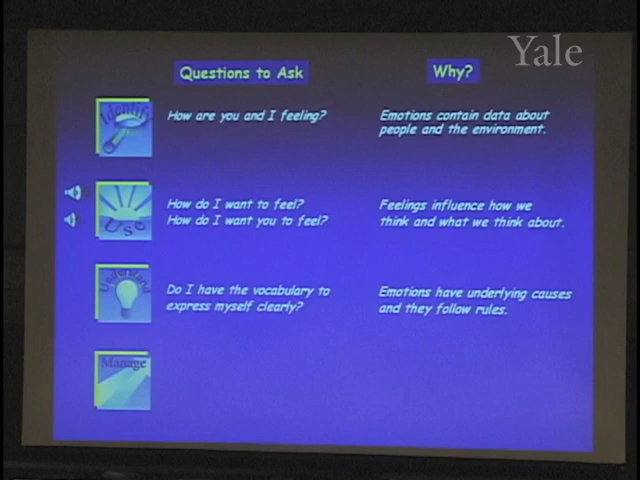 Yale
Questions to Ask
Why?
Identify
How are you and I feeling?
Emotions contain data about
people and the environment.
Use
How do I want to feel?
How do I want you to feel?
Feelings influence how we
think and what we think about.
Understand
Do I have the vocabulary to
express myself clearly?
Emotions have underlying causes
and they follow rules.
Manage